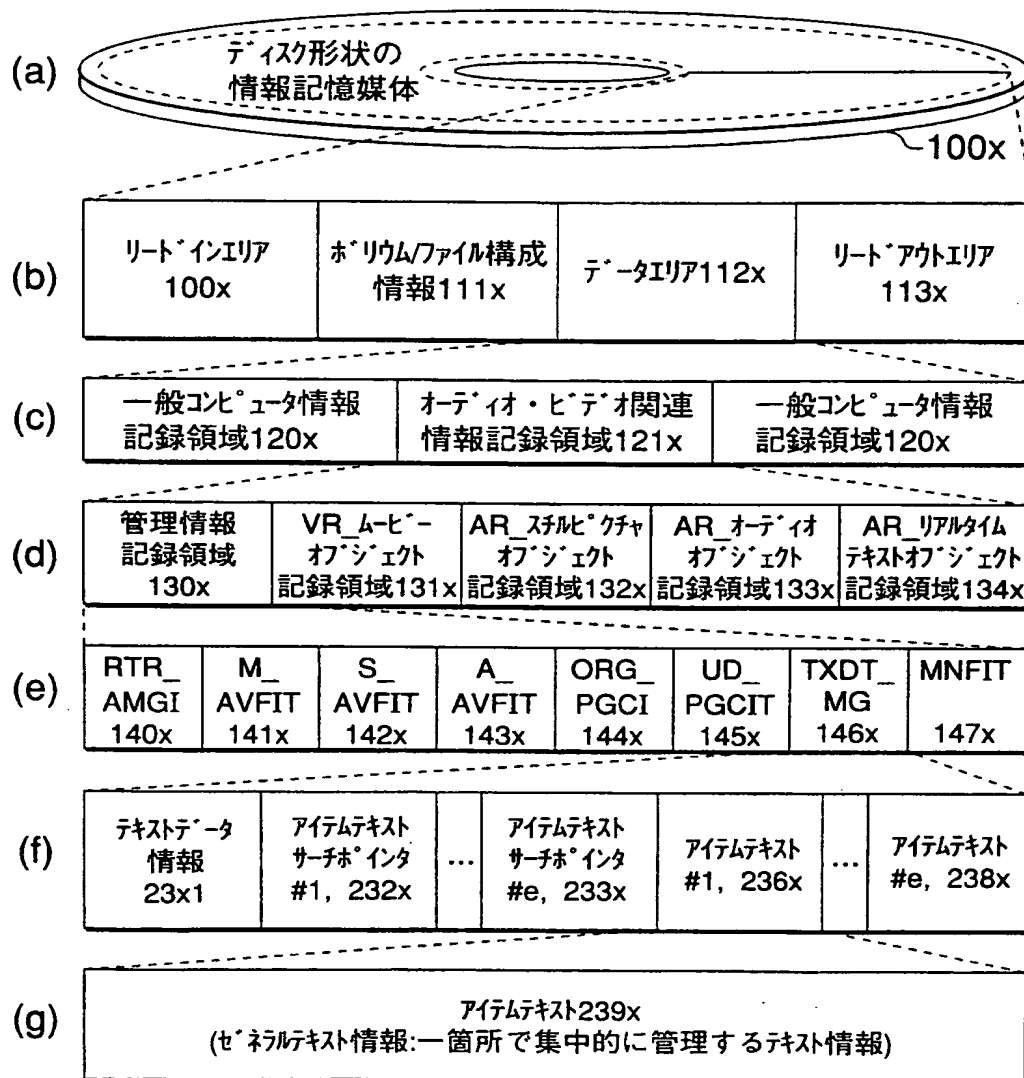 (a)
ディスク形状の
情報記憶媒体
100x
(b)
リードインエリア
100x
ボリウム/ファイル構成
情報111x
データエリア112x
リードアウトエリア
113x
(c)
一般コンピュータ情報
記録領域120x
オーディオ・ビデオ関連
情報記録領域121x
一般コンピュータ情報
記録領域120x
(d)
管理情報
記録領域
130x
VR_ムービー
オブジェクト
記録領域131x
AR_スチルピクチャ
オブジェクト
記録領域132x
AR_オーディオ
オブジェクト
記録領域133x
AR_リアルタイム
テキストオブジェクト
記録領域134x
(e)
RTR_
AMGI
140x
M_
AVFIT
141x
S_
AVFIT
142x
A_
AVFIT
143x
ORG_
PGCI
144x
UD_
PGCIT
145x
TXDT_
MG
146x
MNFIT
147x
(f)
テキストデータ
情報
23x1
アイテムテキスト
サーチポインタ
#1, 232x
...
アイテムテキスト
サーチポインタ
#e, 233x
アイテムテキスト
#1, 236x
...
アイテムテキスト
#e, 238x
(g)
アイテムテキスト239x
(ゼネラルテキスト情報:一箇所で集中的に管理するテキスト情報)